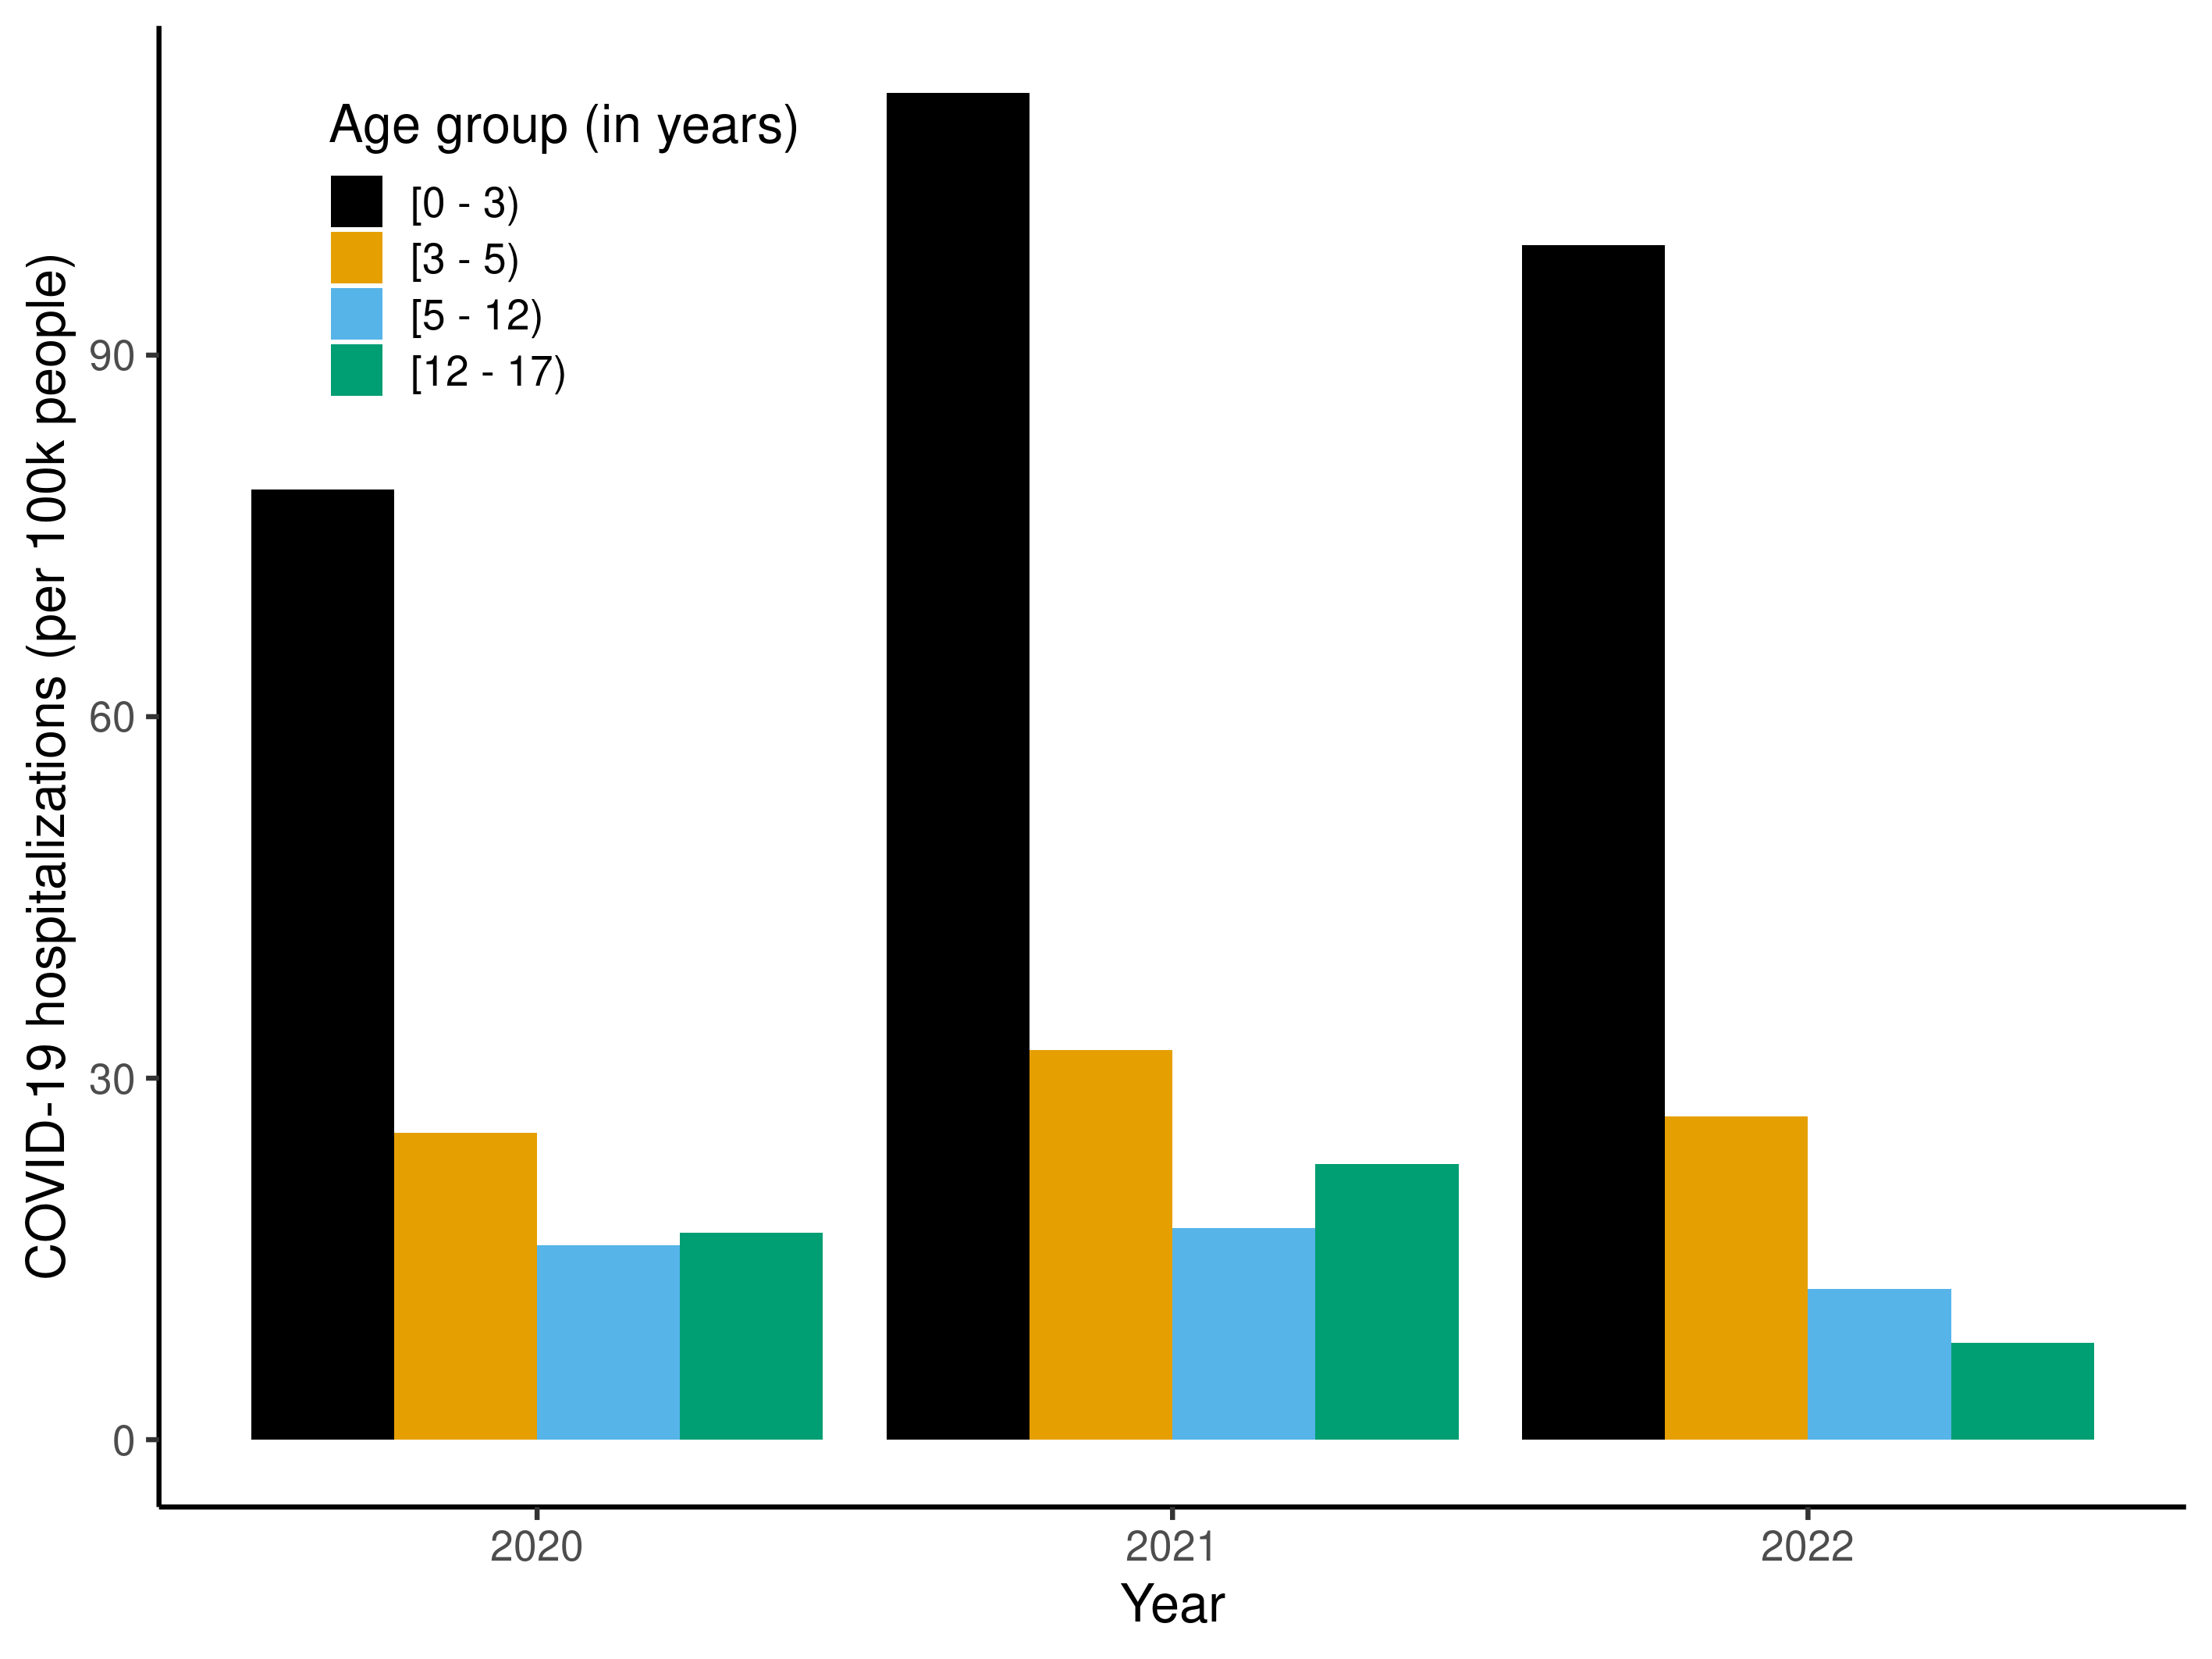 Age group (in years)
[0 - 3)
[3 - 5)
[5 - 12)
[12 - 17)
COVID-19 hospitalizations (per 100k people)
90
60
30
0
2020
2021
2022
Year